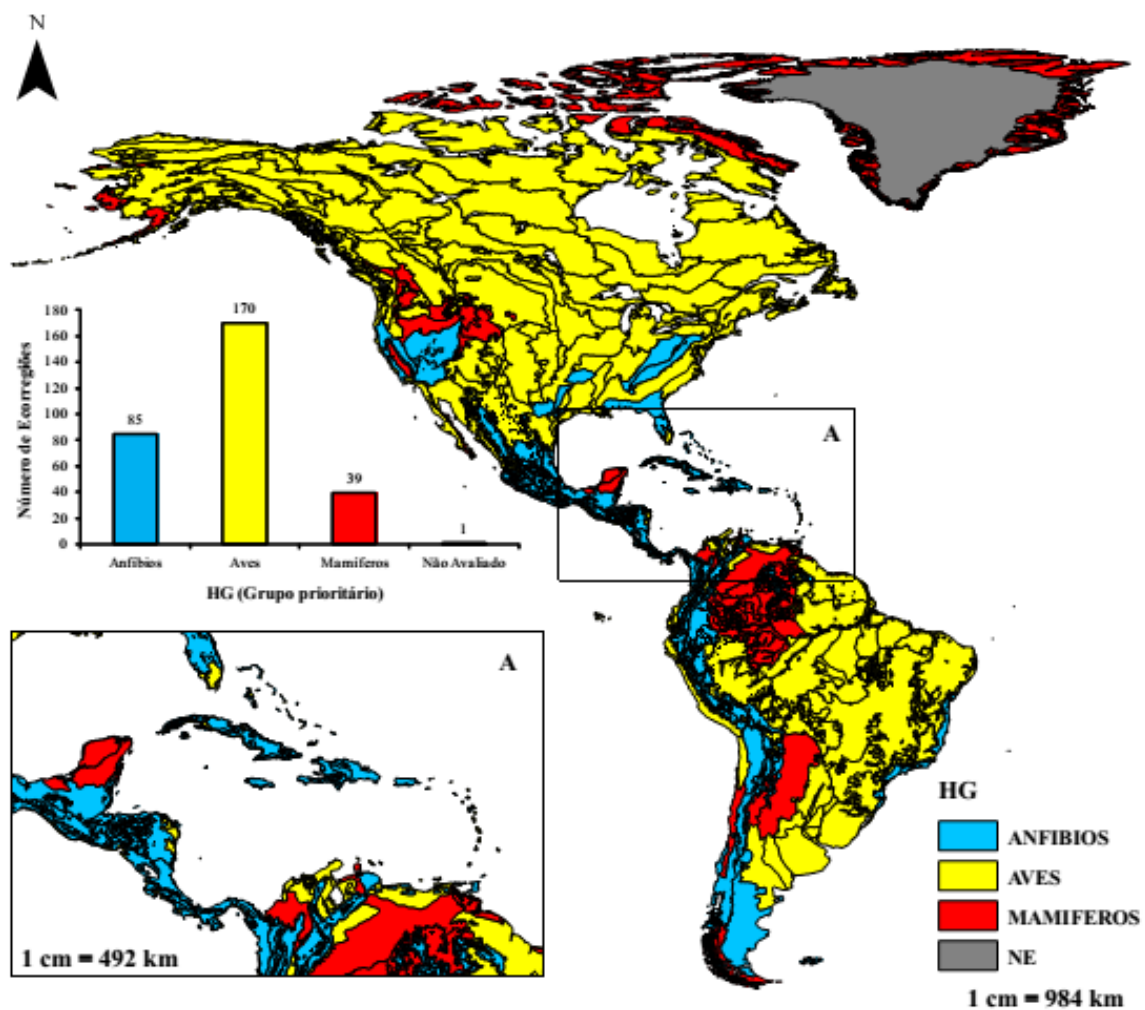 N
Número de Ecorregiões
180
160
140
120
100
80
60
40
20
0
85
170
39
1
Anfíbios
Aves
Mamíferos
Não Avaliado
HG (Grupo prioritário)
A
A
1 cm = 492 km
HG
ANFIBIOS
AVES
MAMIFEROS
NE
1 cm = 984 km